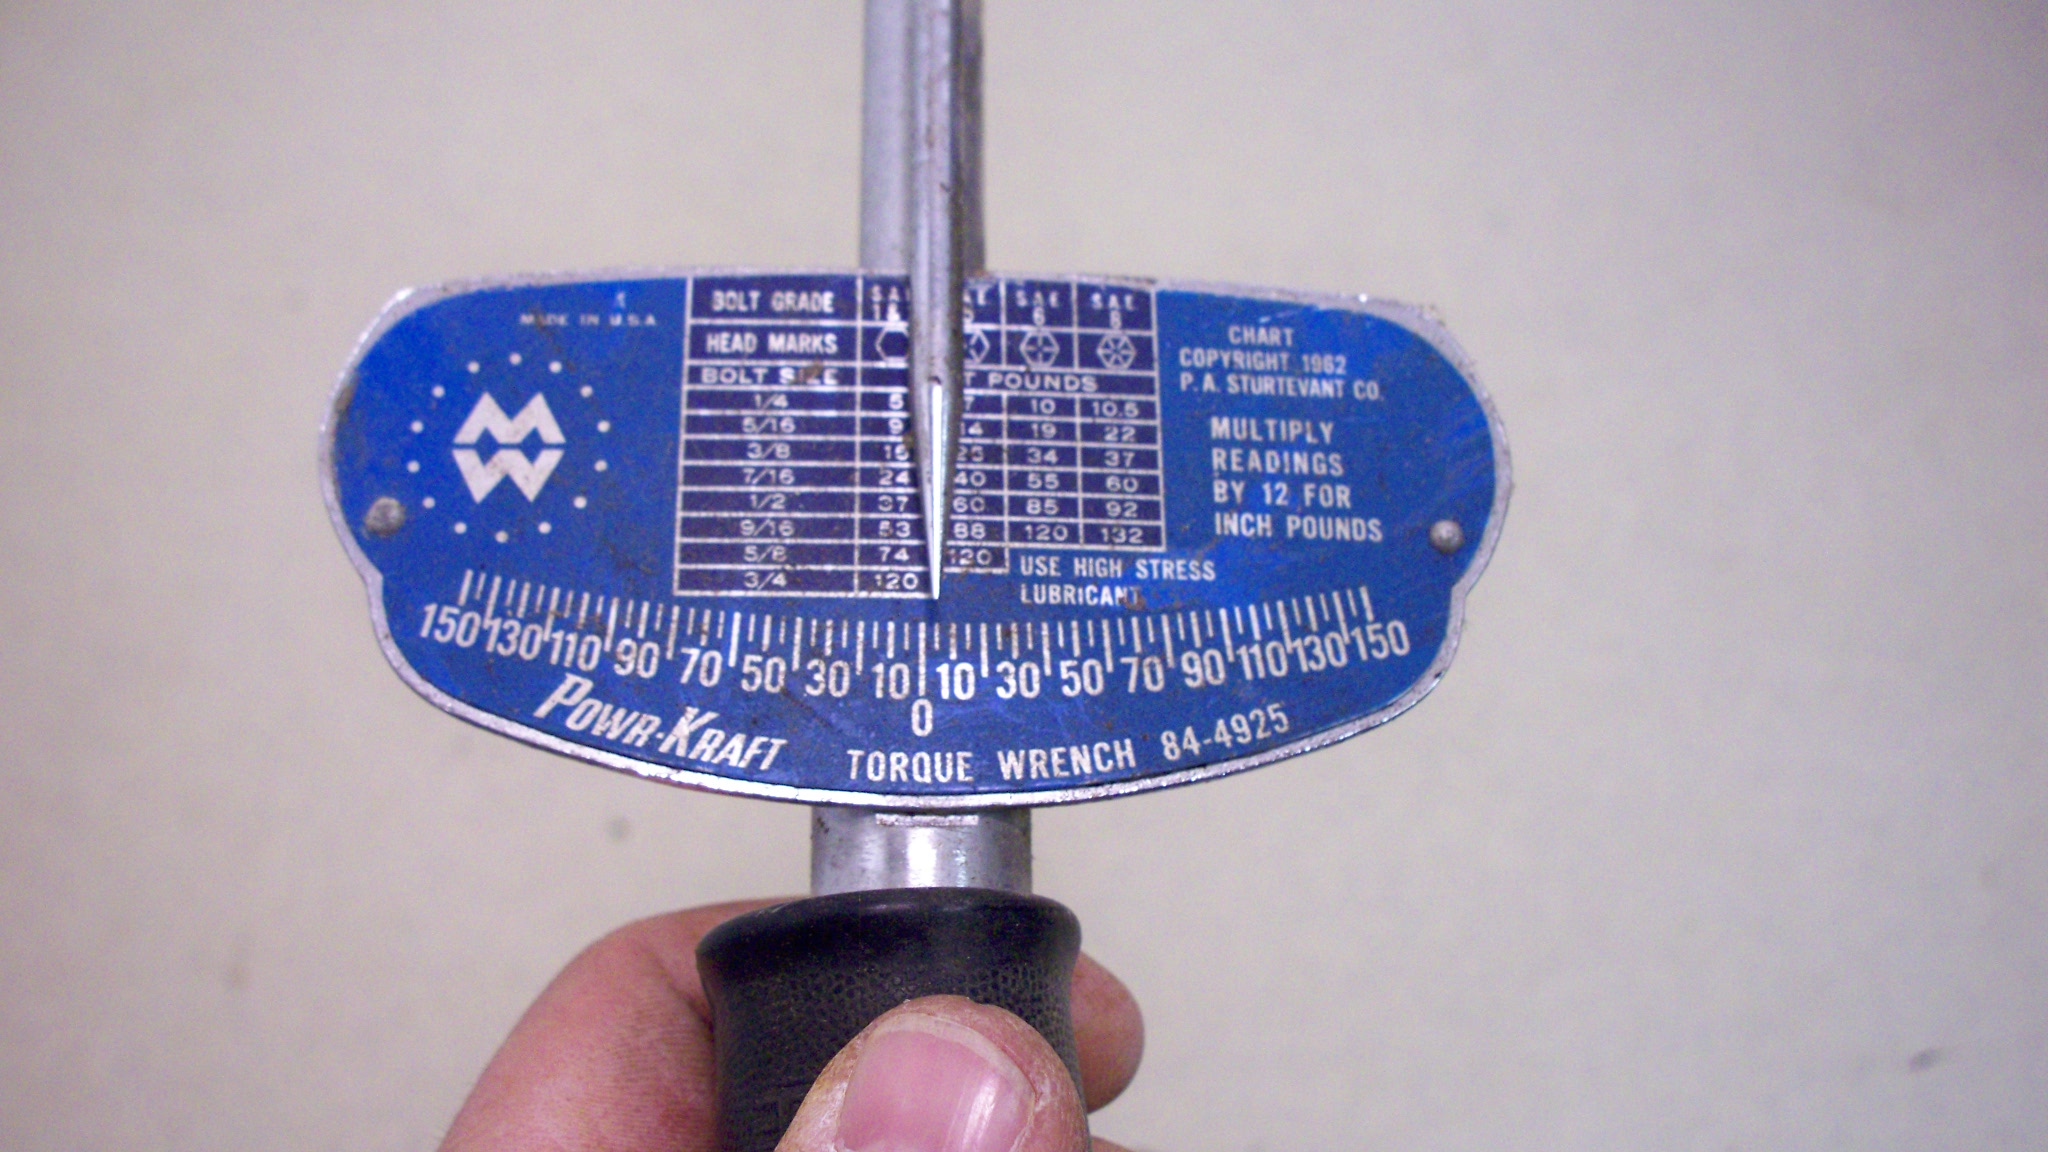 MADE IN U.S.A
MW
BOLT GRADE SAE SAE 6 SAE 8
HEAD MARKS
BOLT SIZE POUNDS
1/4 5 7 10 10.5
5/16 9 14 19 22
3/8 16 34 37
7/16 24 40 55 60
1/2 37 60 85 92
9/16 53 88 120 132
5/8 74 120
3/4 120
USE HIGH STRESS
LUBRICANT
CHART
COPYRIGHT 1962
P.A. STURTEVANT CO.
MULTIPLY
READINGS
BY 12 FOR
INCH POUNDS
150 130 110 90 70 50 30 10 0 10 30 50 70 90 110 130 150
POWR-KRAFT TORQUE WRENCH 84-4925